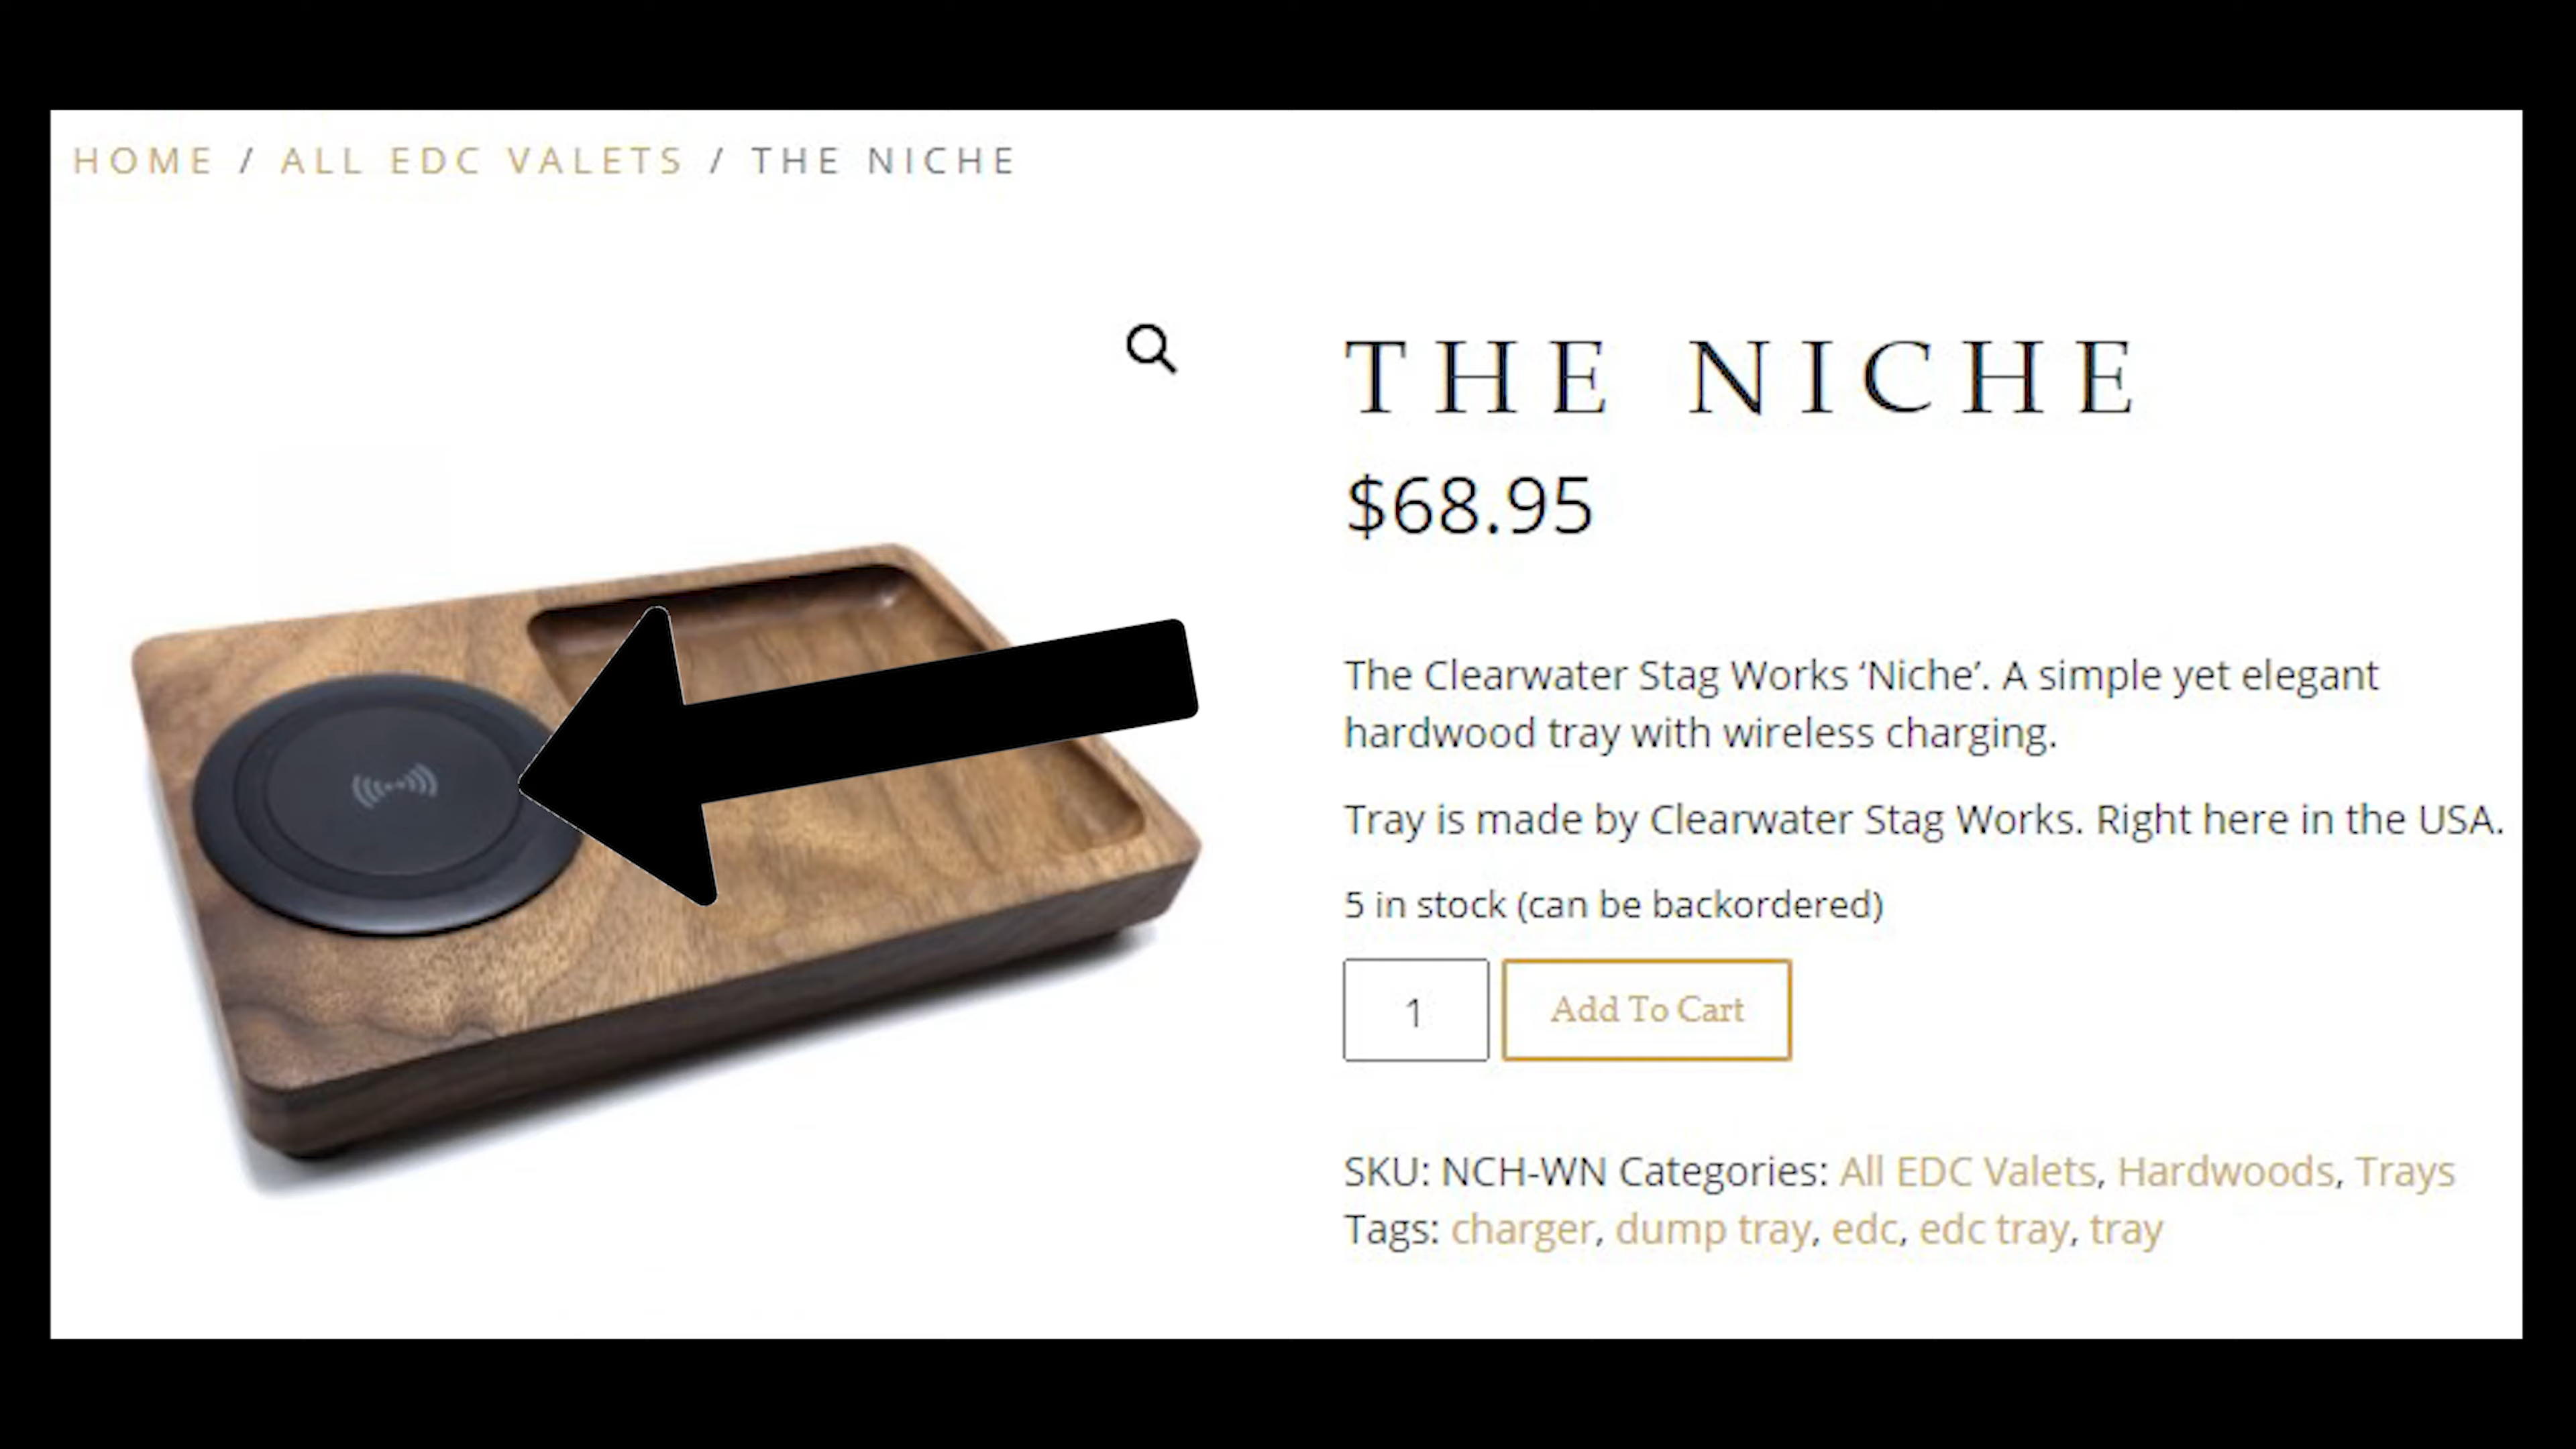 HOME / ALL EDC VALETS / THE NICHE
THE NICHE
$68.95
The Clearwater Stag Works ‘Niche’. A simple yet elegant
hardwood tray with wireless charging.
Tray is made by Clearwater Stag Works. Right here in the USA.
5 in stock (can be backordered)
1
Add To Cart
SKU: NCH-WN Categories: All EDC Valets, Hardwoods, Trays
Tags: charger, dump tray, edc, edc tray, tray